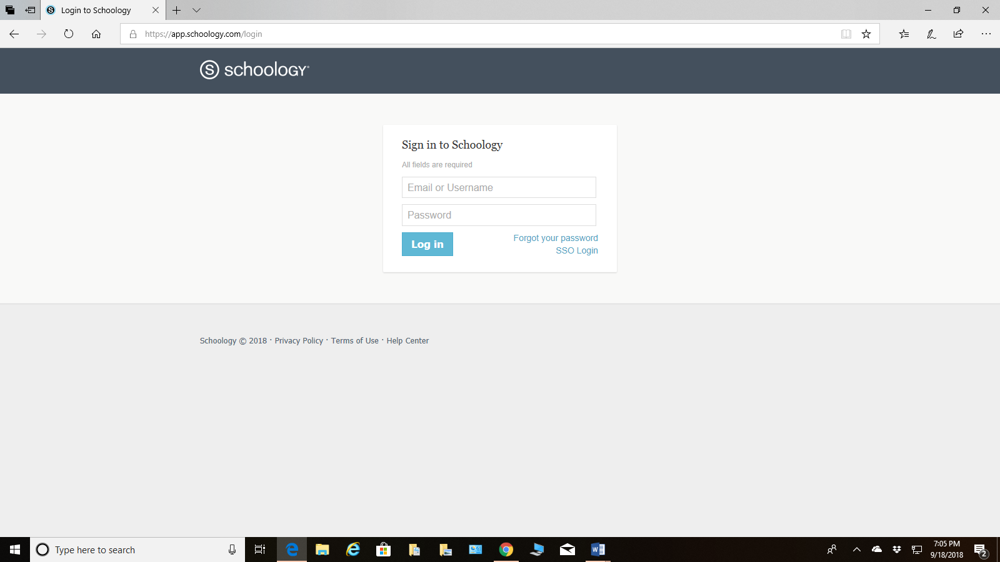 Login to Schoology
https://app.schoology.com/login
S schoology®
Sign in to Schoology
All fields are required
Email or Username
Password
Log in
Forgot your password
SSO Login
Schoology © 2018 · Privacy Policy · Terms of Use · Help Center
Type here to search
7:05 PM
9/18/2018
2